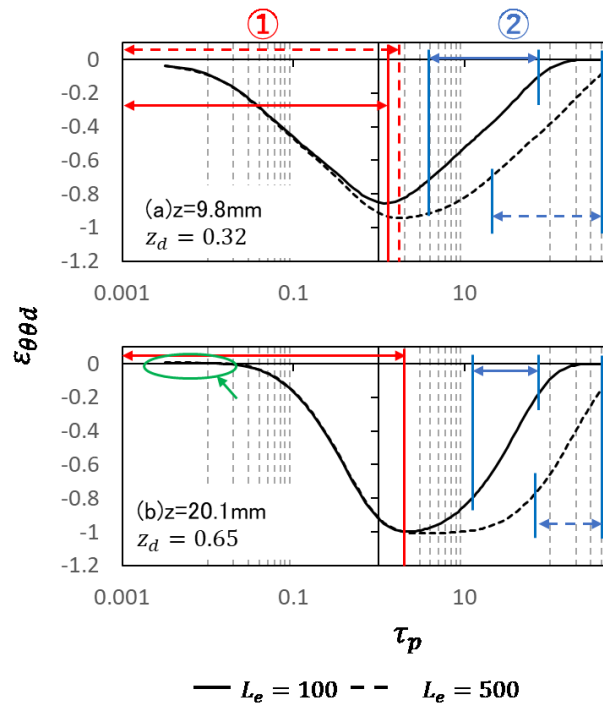 ① ②
0
-0.2
-0.4
-0.6
-0.8
-1
-1.2
(a)z=9.8mm
z_d = 0.32
0.001 0.1 10
ε_θθd
0
-0.2
-0.4
-0.6
-0.8
-1
-1.2
(b)z=20.1mm
z_d = 0.65
0.001 0.1 10
τ_p
L_e = 100 L_e = 500